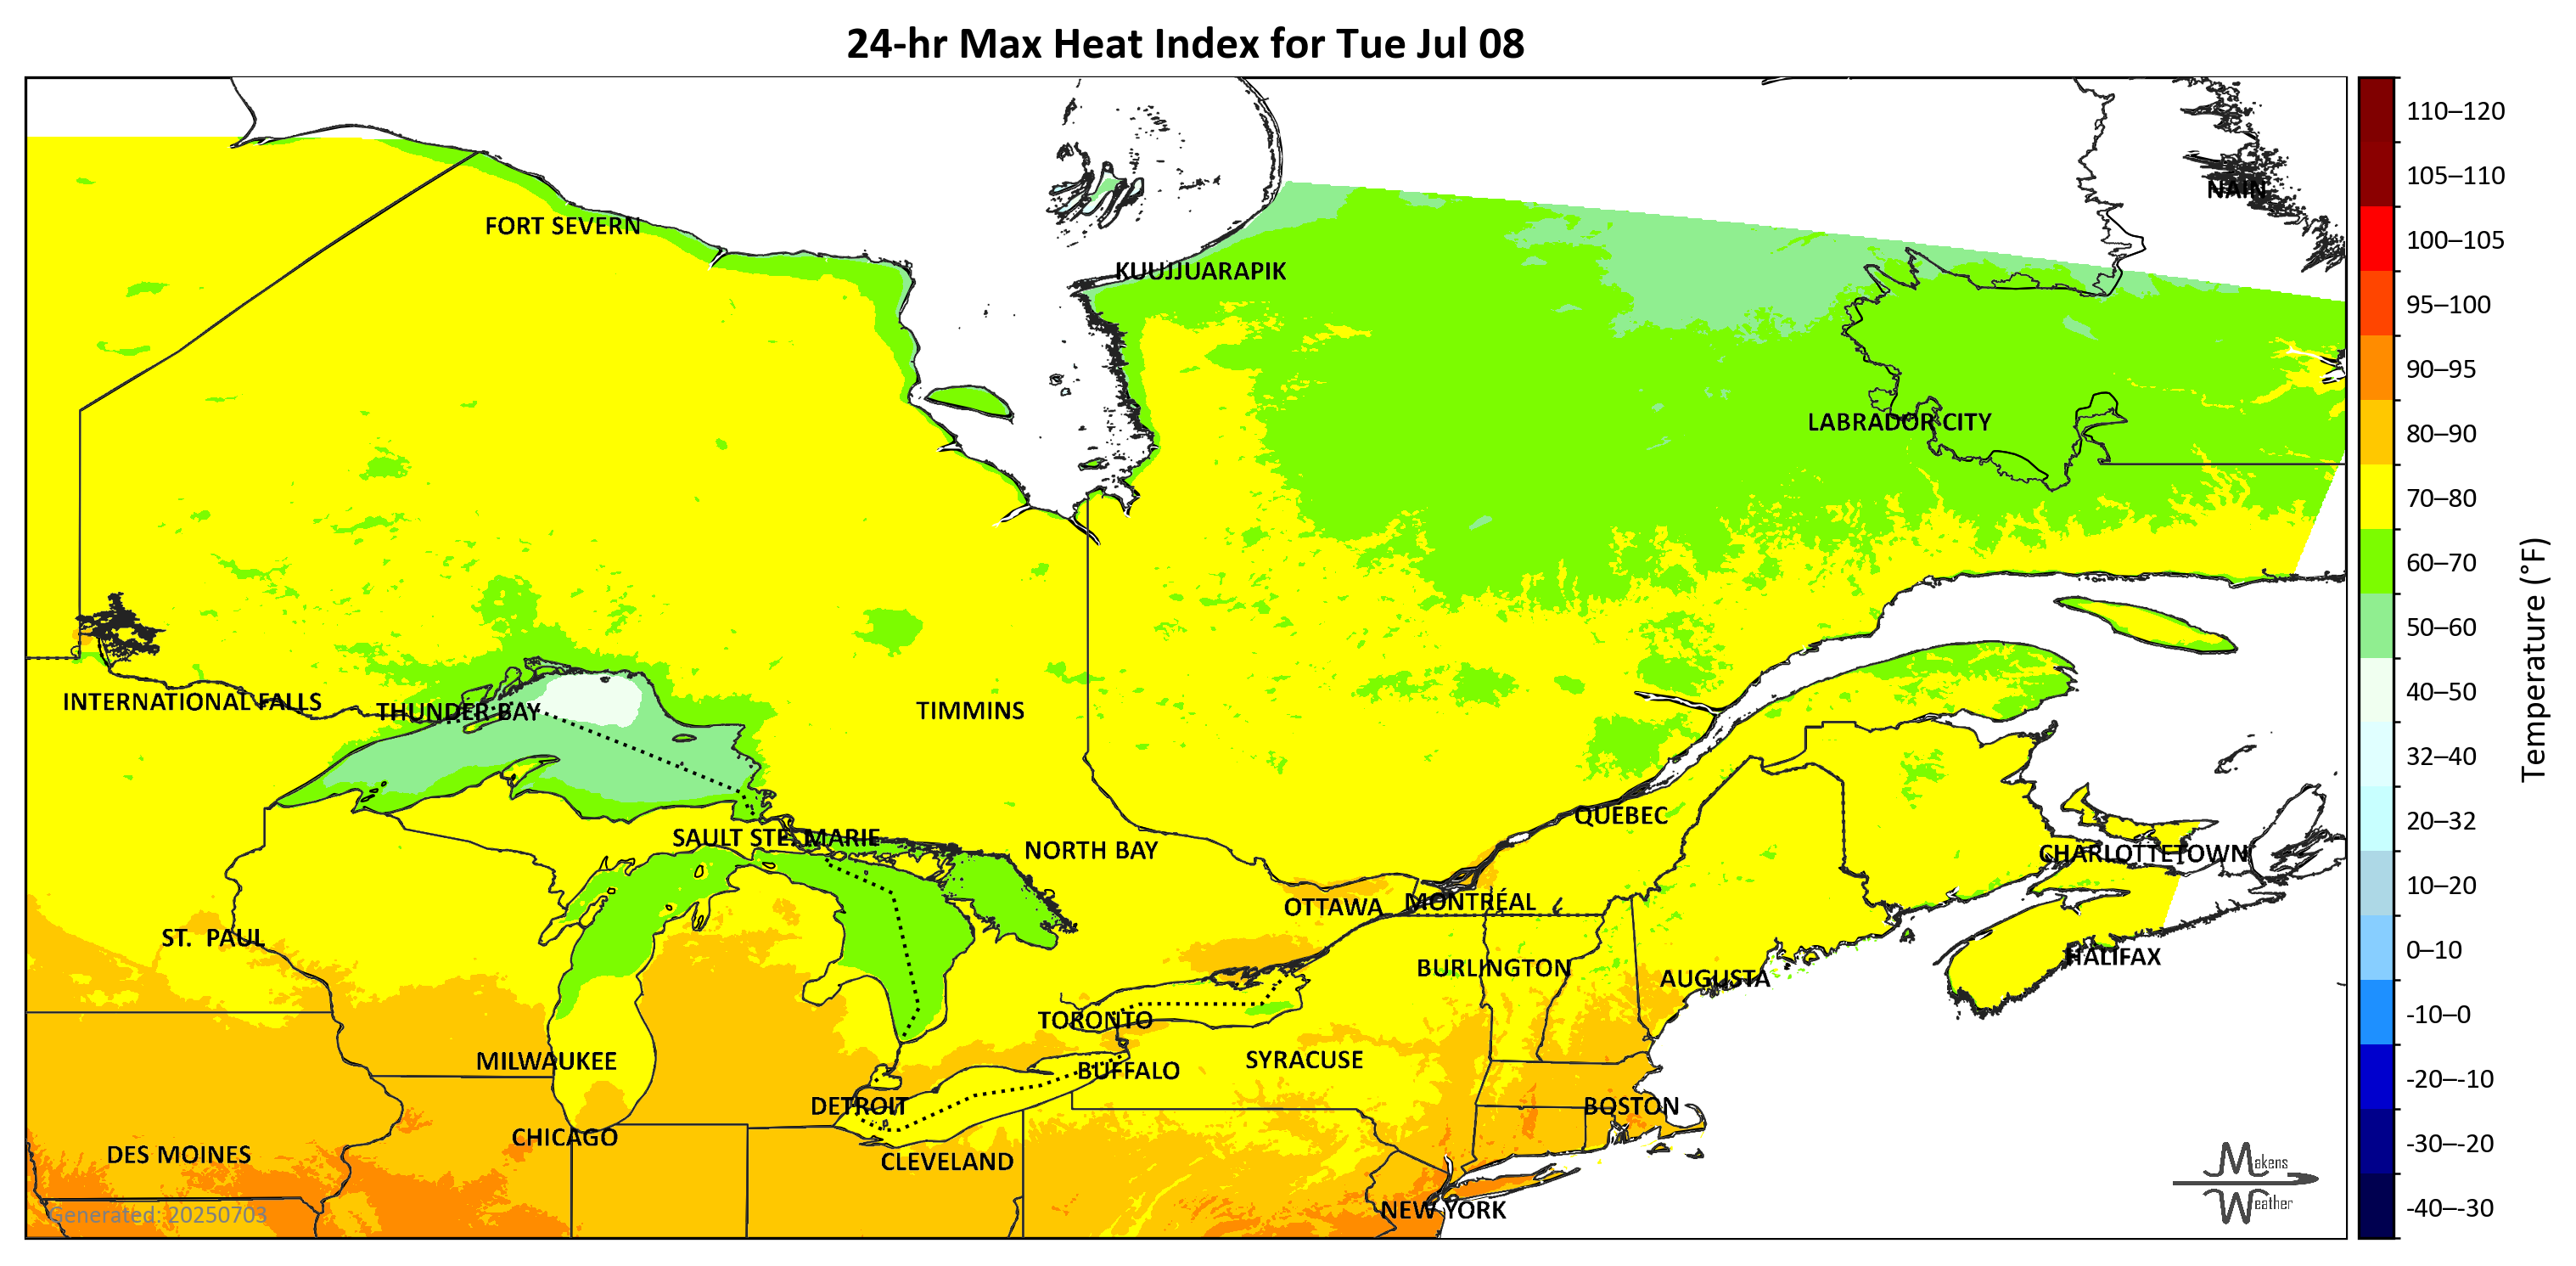 24-hr Max Heat Index for Tue Jul 08
NAIN
FORT SEVERN
KUUJJUARAPIK
LABRADOR CITY
INTERNATIONAL FALLS
THUNDER BAY
TIMMINS
QUÉBEC
SAULT STE. MARIE
NORTH BAY
CHARLOTTETOWN
OTTAWA
MONTRÉAL
ST. PAUL
HALIFAX
BURLINGTON
AUGUSTA
TORONTO
MILWAUKEE
SYRACUSE
BUFFALO
DETROIT
BOSTON
CHICAGO
DES MOINES
CLEVELAND
NEW YORK
Generated: 20250703
Makens
Weather
110–120
105–110
100–105
95–100
90–95
80–90
70–80
60–70
50–60
40–50
32–40
20–32
10–20
0–10
-10–0
-20–-10
-30–-20
-40–-30
Temperature (°F)